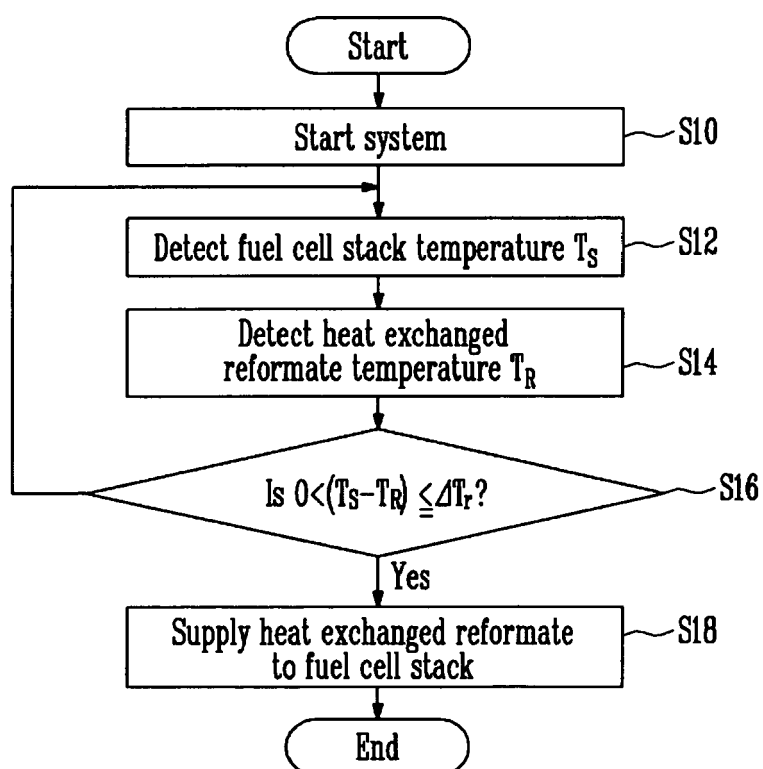 Start
Start system
S10
Detect fuel cell stack temperature TS
S12
Detect heat exchanged
reformate temperature TR
S14
Is 0<(TS-TR) ≦ΔTr?
S16
Yes
Supply heat exchanged reformate
to fuel cell stack
S18
End